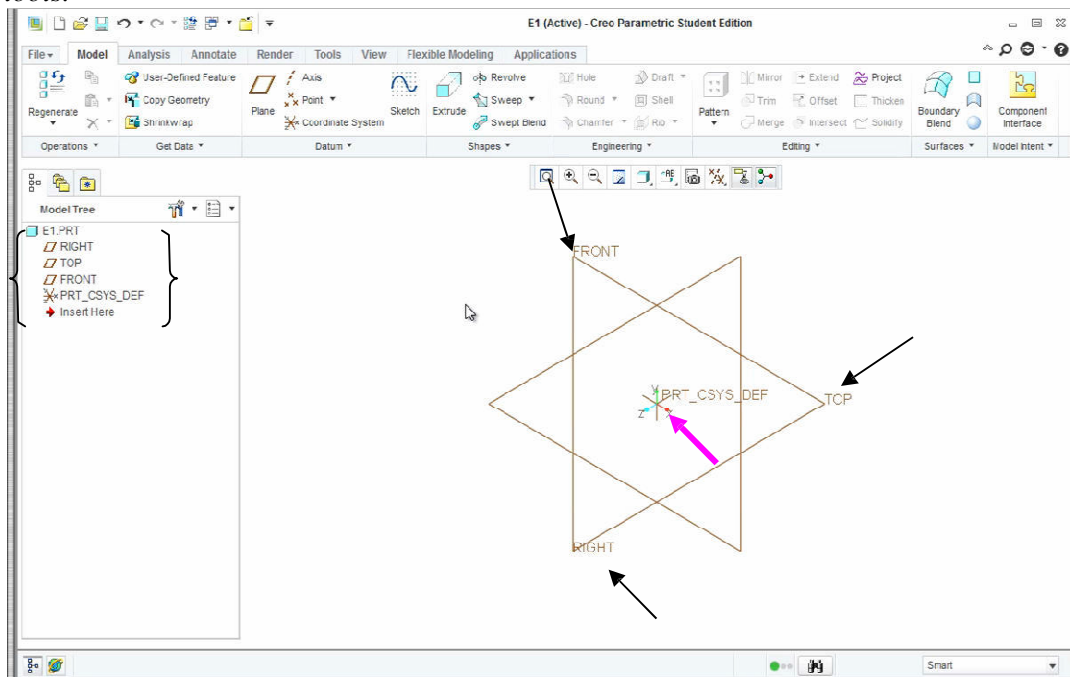 tools.
E1 (Active) - Creo Parametric Student Edition
File Model Analysis Annotate Render Tools View Flexible Modeling Applications
Regenerate
User-Defined Feature
Copy Geometry
Shrinkwrap
Plane
Axis
Point
Coordinate System
Sketch
Extrude
Revolve
Sweep
Swept Blend
Hole
Round
Chamfer
Draft
Shell
Rib
Pattern
Mirror
Trim
Merge
Extend
Offset
Intersect
Project
Thicken
Solidify
Boundary
Blend
Component
Interface
Operations Get Data Datum Shapes Engineering Editing Surfaces Model Intent
Model Tree
E1.PRT
RIGHT
TOP
FRONT
PRT_CSYS_DEF
Insert Here
FRONT
Y
PRT_CSYS_DEF
Z
X
TOP
RIGHT
Smart